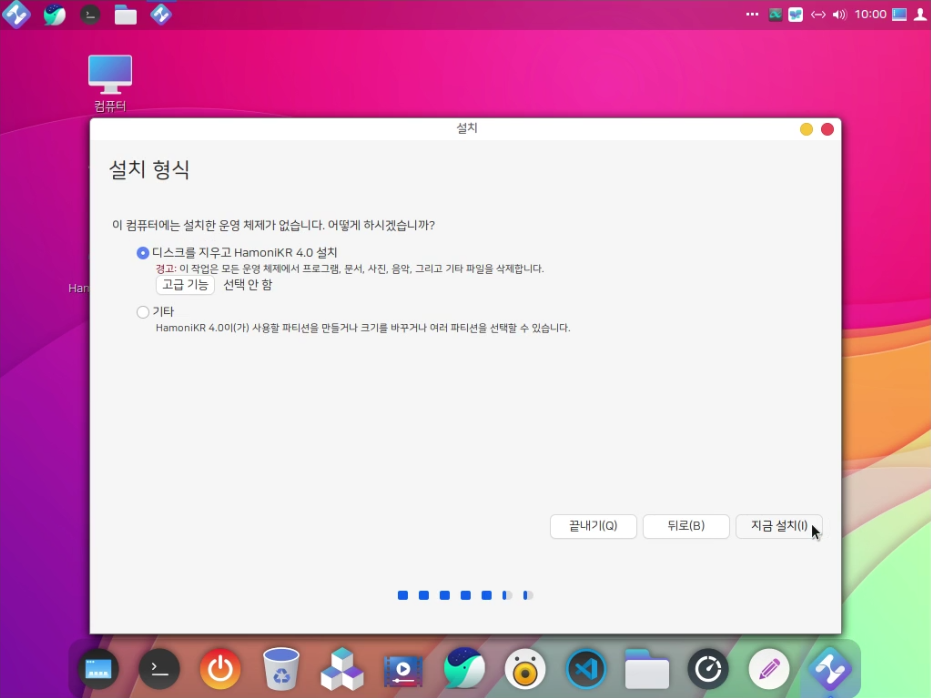 10:00
컴퓨터
설치
설치 형식
이 컴퓨터에는 설치한 운영 체제가 없습니다. 어떻게 하시겠습니까?
디스크를 지우고 HamoniKR 4.0 설치
경고: 이 작업은 모든 운영 체제에서 프로그램, 문서, 사진, 음악, 그리고 기타 파일을 삭제합니다.
고급 기능 선택 안 함
Han
기타
HamoniKR 4.0이(가) 사용할 파티션을 만들거나 크기를 바꾸거나 여러 파티션을 선택할 수 있습니다.
끝내기(Q) 뒤로(B) 지금 설치(I)